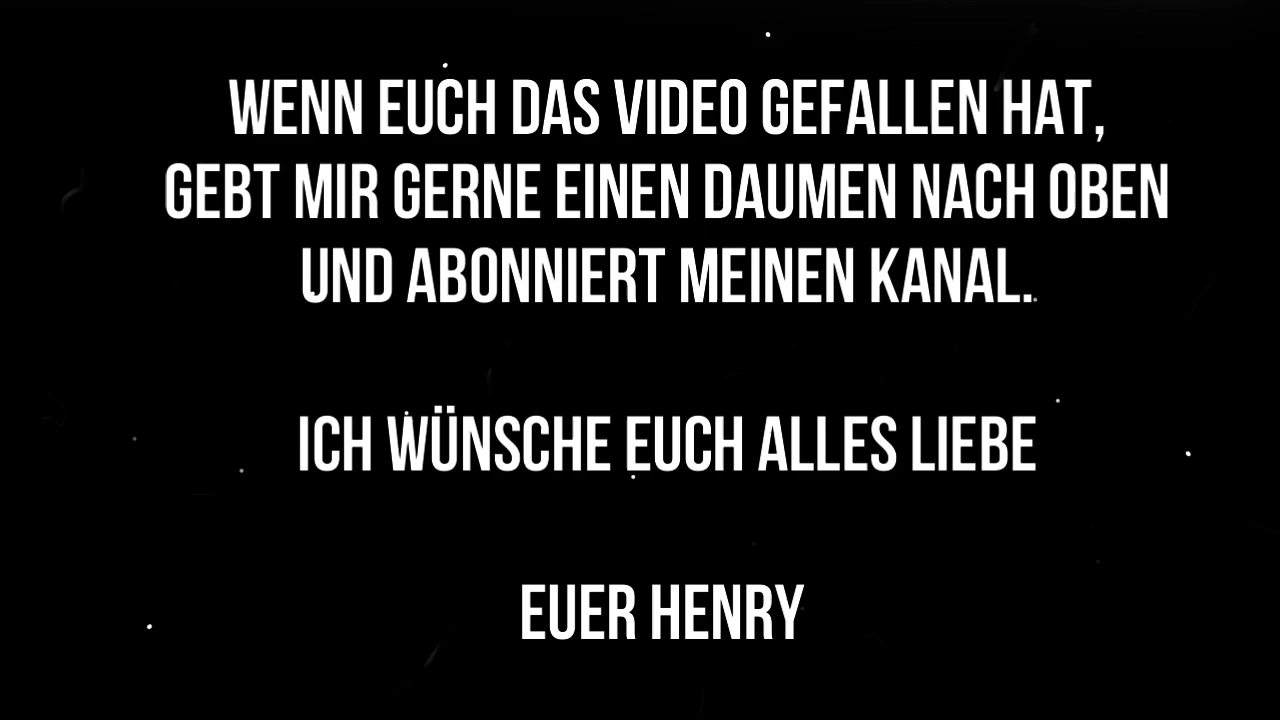 WENN EUCH DAS VIDEO GEFALLEN HAT,
GEBT MIR GERNE EINEN DAUMEN NACH OBEN
UND ABONNIERT MEINEN KANAL.
ICH WÜNSCHE EUCH ALLES LIEBE
EUER HENRY